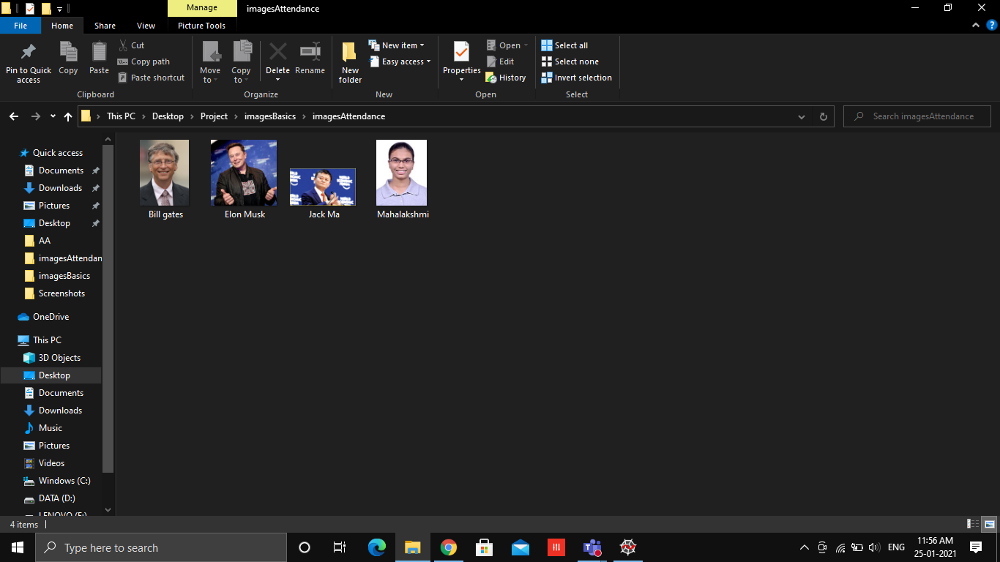 Manage
imagesAttendance
File
Home
Share
View
Picture Tools
Pin to Quick
access
Copy
Paste
Cut
Copy path
Paste shortcut
Clipboard
Move
to
Copy
to
Delete
Rename
Organize
New
folder
New item
Easy access
New
Properties
Open
Edit
History
Open
Select all
Select none
Invert selection
Select
This PC > Desktop > Project > imagesBasics > imagesAttendance
Search imagesAttendance
Quick access
Documents
Downloads
Pictures
Desktop
AA
imagesAttendan
imagesBasics
Screenshots
OneDrive
This PC
3D Objects
Desktop
Documents
Downloads
Music
Pictures
Videos
Windows (C:)
DATA (D:)
Bill gates
Elon Musk
Jack Ma
Mahalakshmi
4 items
Type here to search
ENG
11:56 AM
25-01-2021